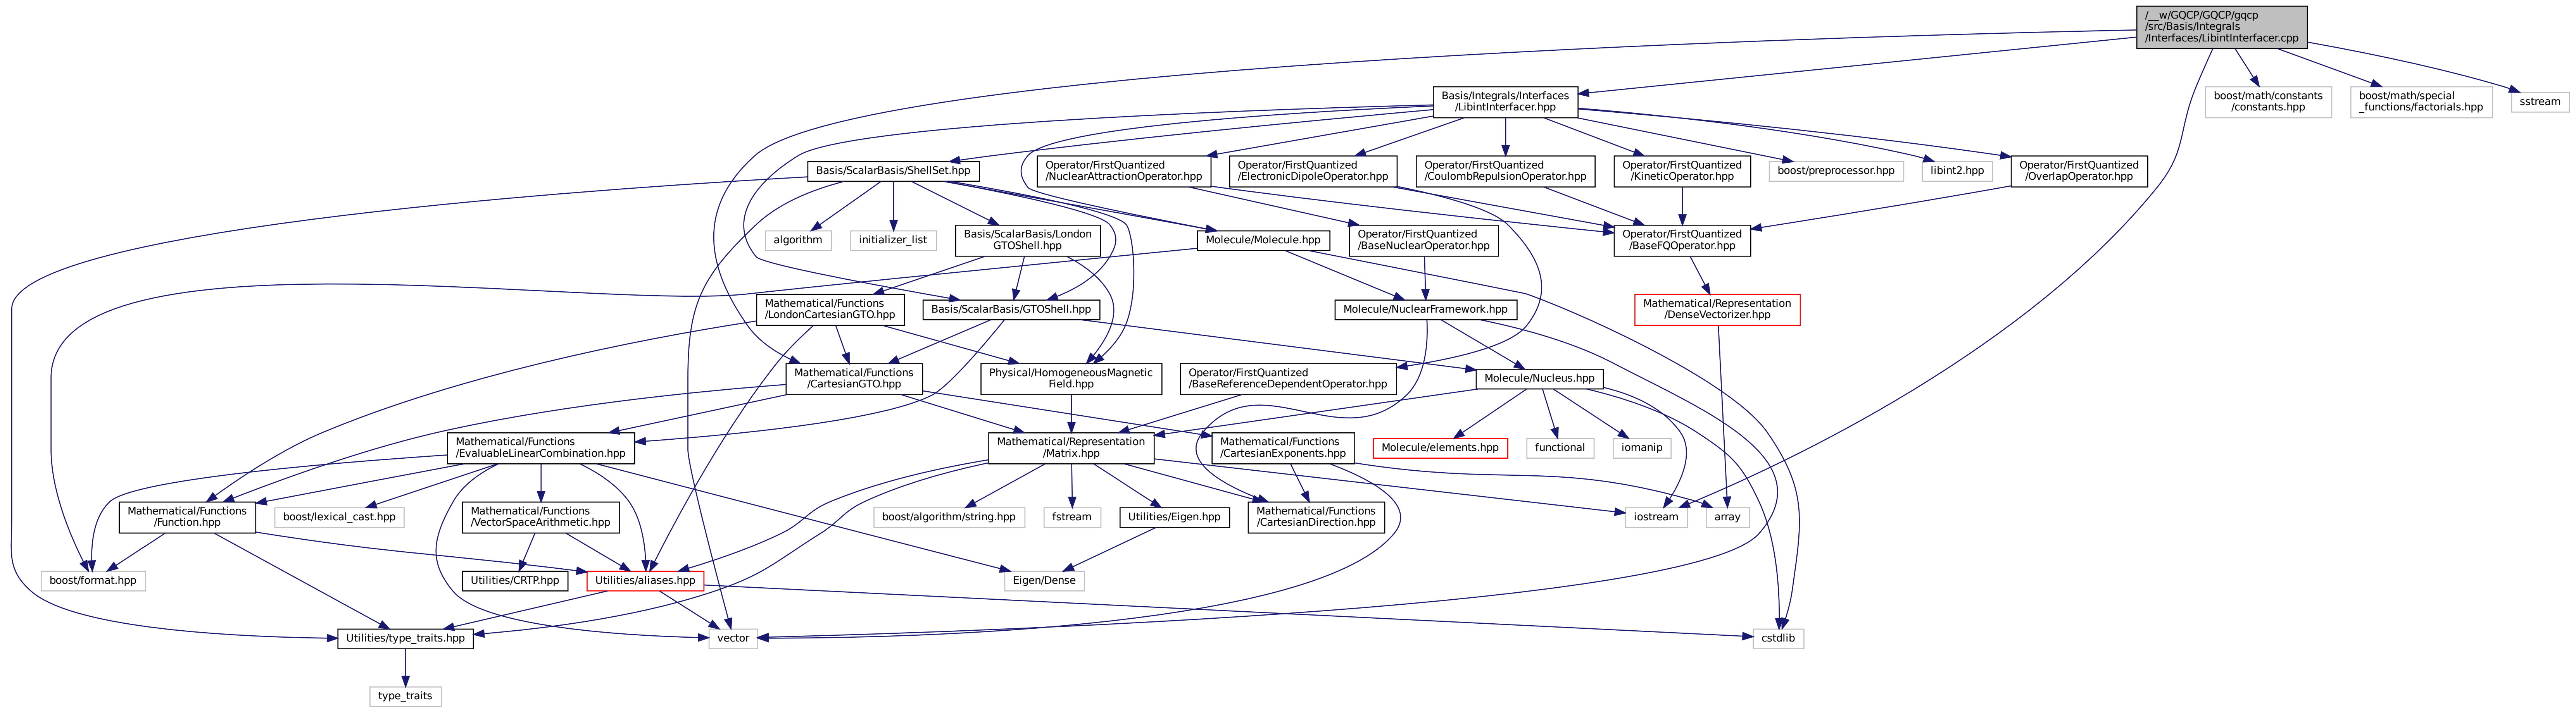 /__w/GQCP/GQCP/gqcp
/src/Basis/Integrals
/Interfaces/LibintInterfacer.cpp
Basis/Integrals/Interfaces
/LibintInterfacer.hpp
boost/math/constants
/constants.hpp
boost/math/special
_functions/factorials.hpp
sstream
Basis/ScalarBasis/ShellSet.hpp
Operator/FirstQuantized
/NuclearAttractionOperator.hpp
Operator/FirstQuantized
/ElectronicDipoleOperator.hpp
Operator/FirstQuantized
/CoulombRepulsionOperator.hpp
Operator/FirstQuantized
/KineticOperator.hpp
boost/preprocessor.hpp
libint2.hpp
Operator/FirstQuantized
/OverlapOperator.hpp
algorithm
initializer_list
Basis/ScalarBasis/London
GTOShell.hpp
Molecule/Molecule.hpp
Operator/FirstQuantized
/BaseNuclearOperator.hpp
Operator/FirstQuantized
/BaseFQOperator.hpp
Mathematical/Functions
/LondonCartesianGTO.hpp
Basis/ScalarBasis/GTOShell.hpp
Molecule/NuclearFramework.hpp
Mathematical/Representation
/DenseVectorizer.hpp
Mathematical/Functions
/CartesianGTO.hpp
Physical/HomogeneousMagnetic
Field.hpp
Operator/FirstQuantized
/BaseReferenceDependentOperator.hpp
Molecule/Nucleus.hpp
Mathematical/Functions
/EvaluableLinearCombination.hpp
Mathematical/Representation
/Matrix.hpp
Mathematical/Functions
/CartesianExponents.hpp
Molecule/elements.hpp
functional
iomanip
Mathematical/Functions
/Function.hpp
boost/lexical_cast.hpp
Mathematical/Functions
/VectorSpaceArithmetic.hpp
boost/algorithm/string.hpp
fstream
Utilities/Eigen.hpp
Mathematical/Functions
/CartesianDirection.hpp
iostream
array
boost/format.hpp
Utilities/CRTP.hpp
Utilities/aliases.hpp
Eigen/Dense
Utilities/type_traits.hpp
vector
cstdlib
type_traits